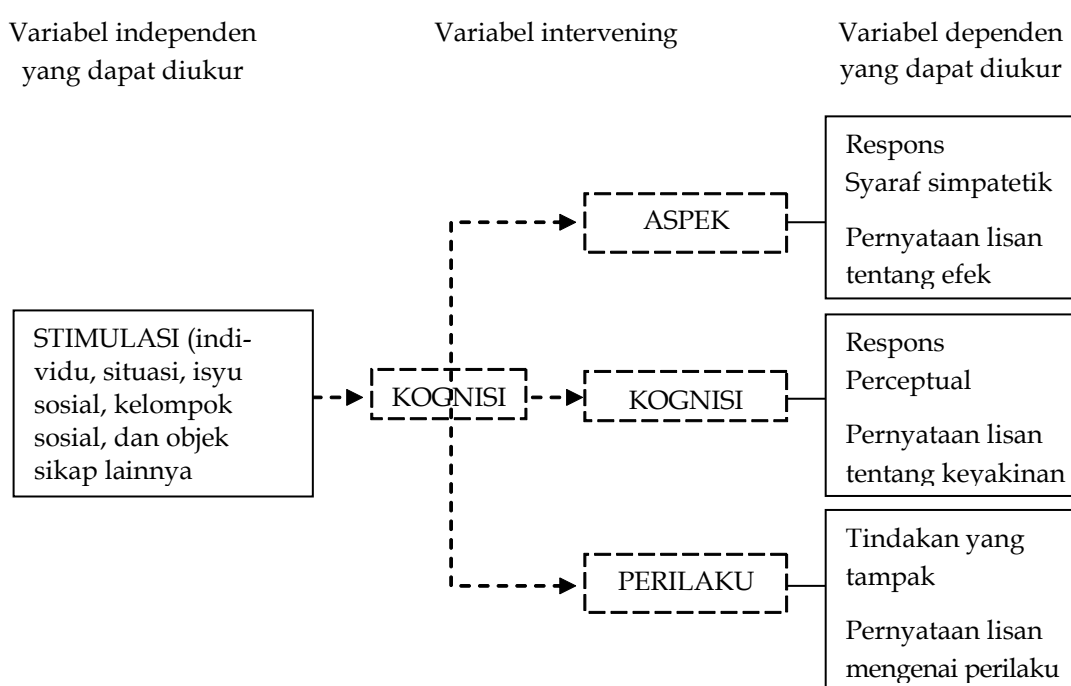 Variabel independen
yang dapat diukur
Variabel intervening
Variabel dependen
yang dapat diukur
STIMULASI (indi-
vidu, situasi, isyu
sosial, kelompok
sosial, dan objek
sikap lainnya
KOGNISI
ASPEK
KOGNISI
PERILAKU
Respons
Syaraf simpatetik
Pernyataan lisan
tentang efek
Respons
Perceptual
Pernyataan lisan
tentang keyakinan
Tindakan yang
tampak
Pernyataan lisan
mengenai perilaku